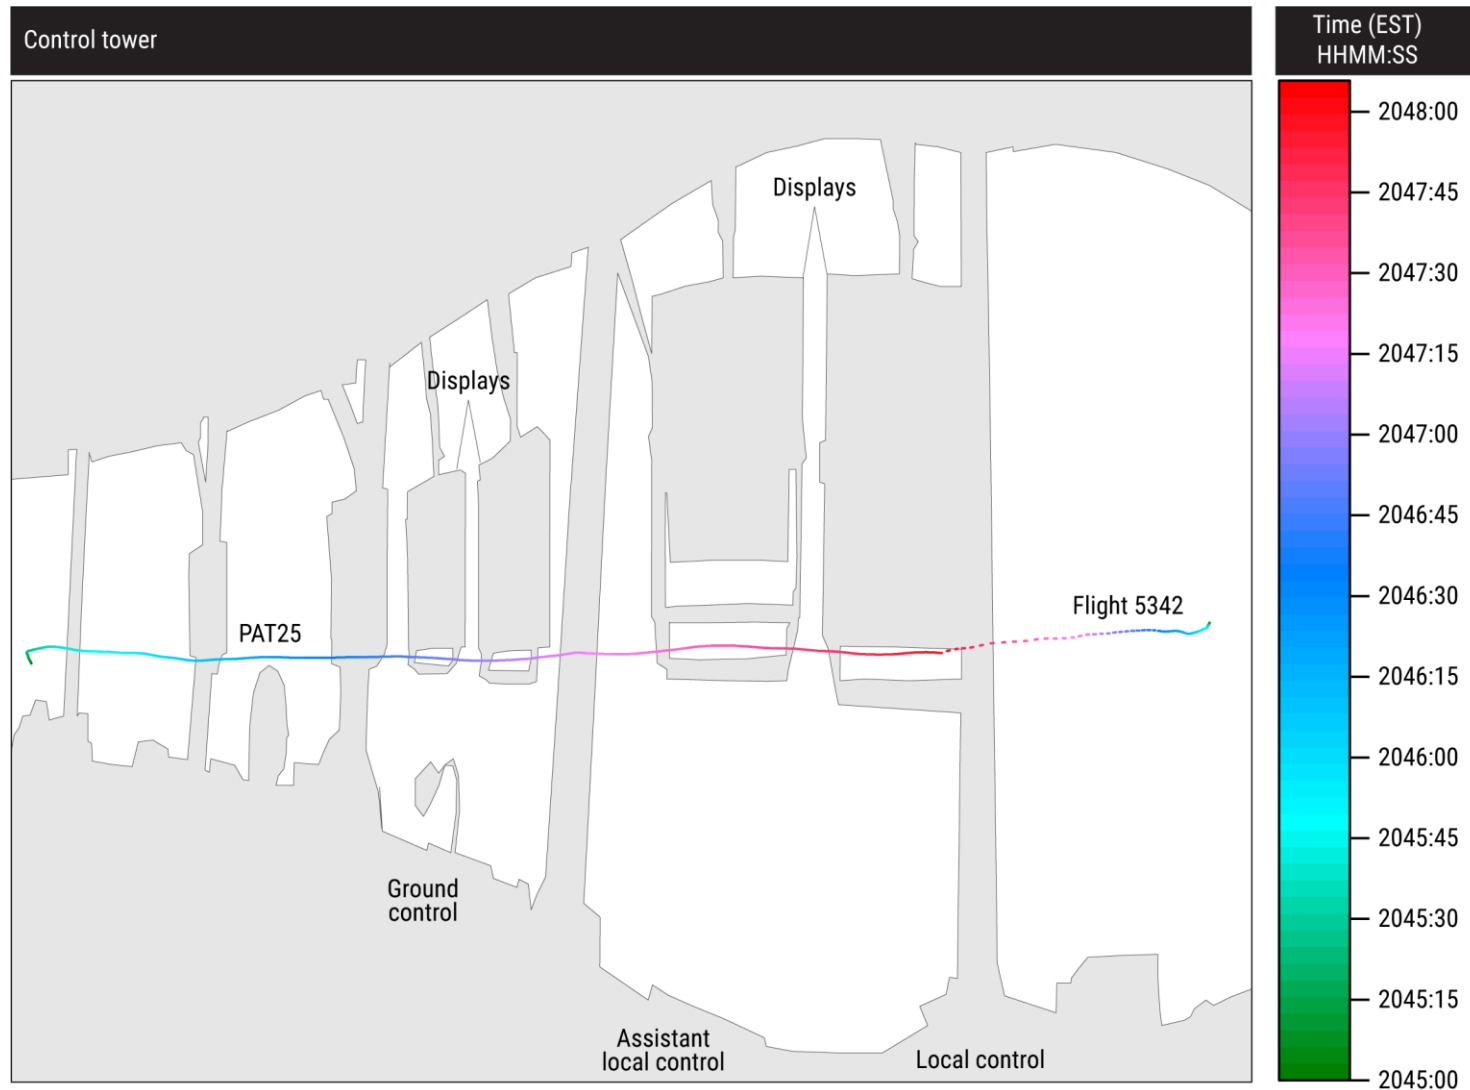 Control tower
Time (EST)
HHMM:SS
Displays
Displays
PAT25
Flight 5342
Ground
control
Assistant
local control
Local control
2048:00
2047:45
2047:30
2047:15
2047:00
2046:45
2046:30
2046:15
2046:00
2045:45
2045:30
2045:15
2045:00